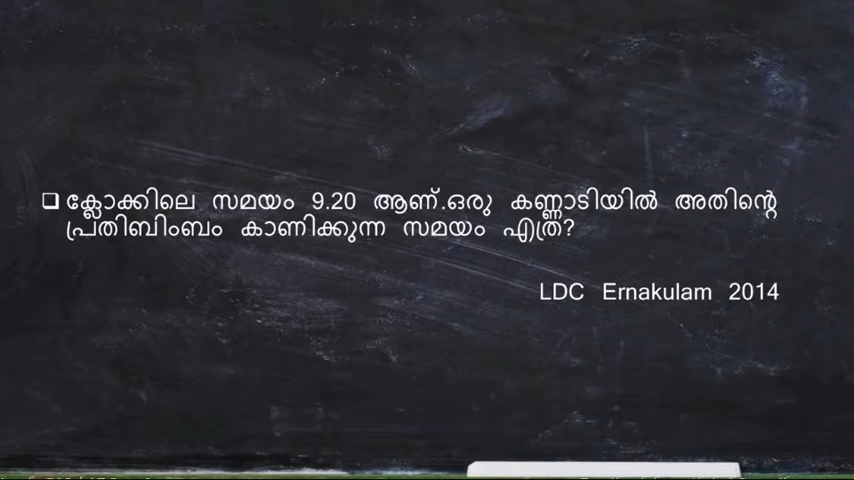 ❑ ക്ലോക്കിലെ സമയം 9.20 ആണ്.ഒരു കണ്ണാടിയിൽ അതിന്റെ
പ്രതിബിംബം കാണിക്കുന്ന സമയം എത്ര?
LDC Ernakulam 2014